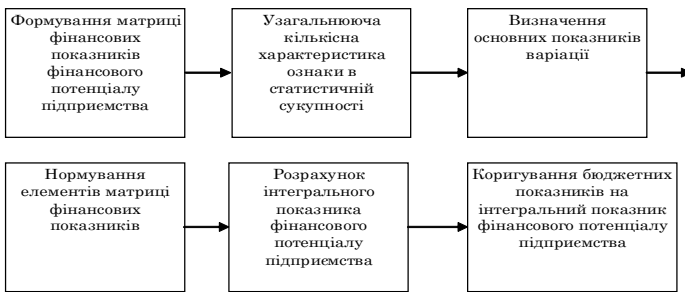 Формування матриці
фінансових
показників
фінансового
потенціалу
підприємства
Узагальнююча
кількісна
характеристика
ознаки в
статистичній
сукупності
Визначення
основних показників
варіації
Нормування
елементів матриці
фінансових
показників
Розрахунок
інтегрального
показника
фінансового
потенціалу
підприємства
Коригування бюджетних
показників на
інтегральний показник
фінансового потенціалу
підприємства